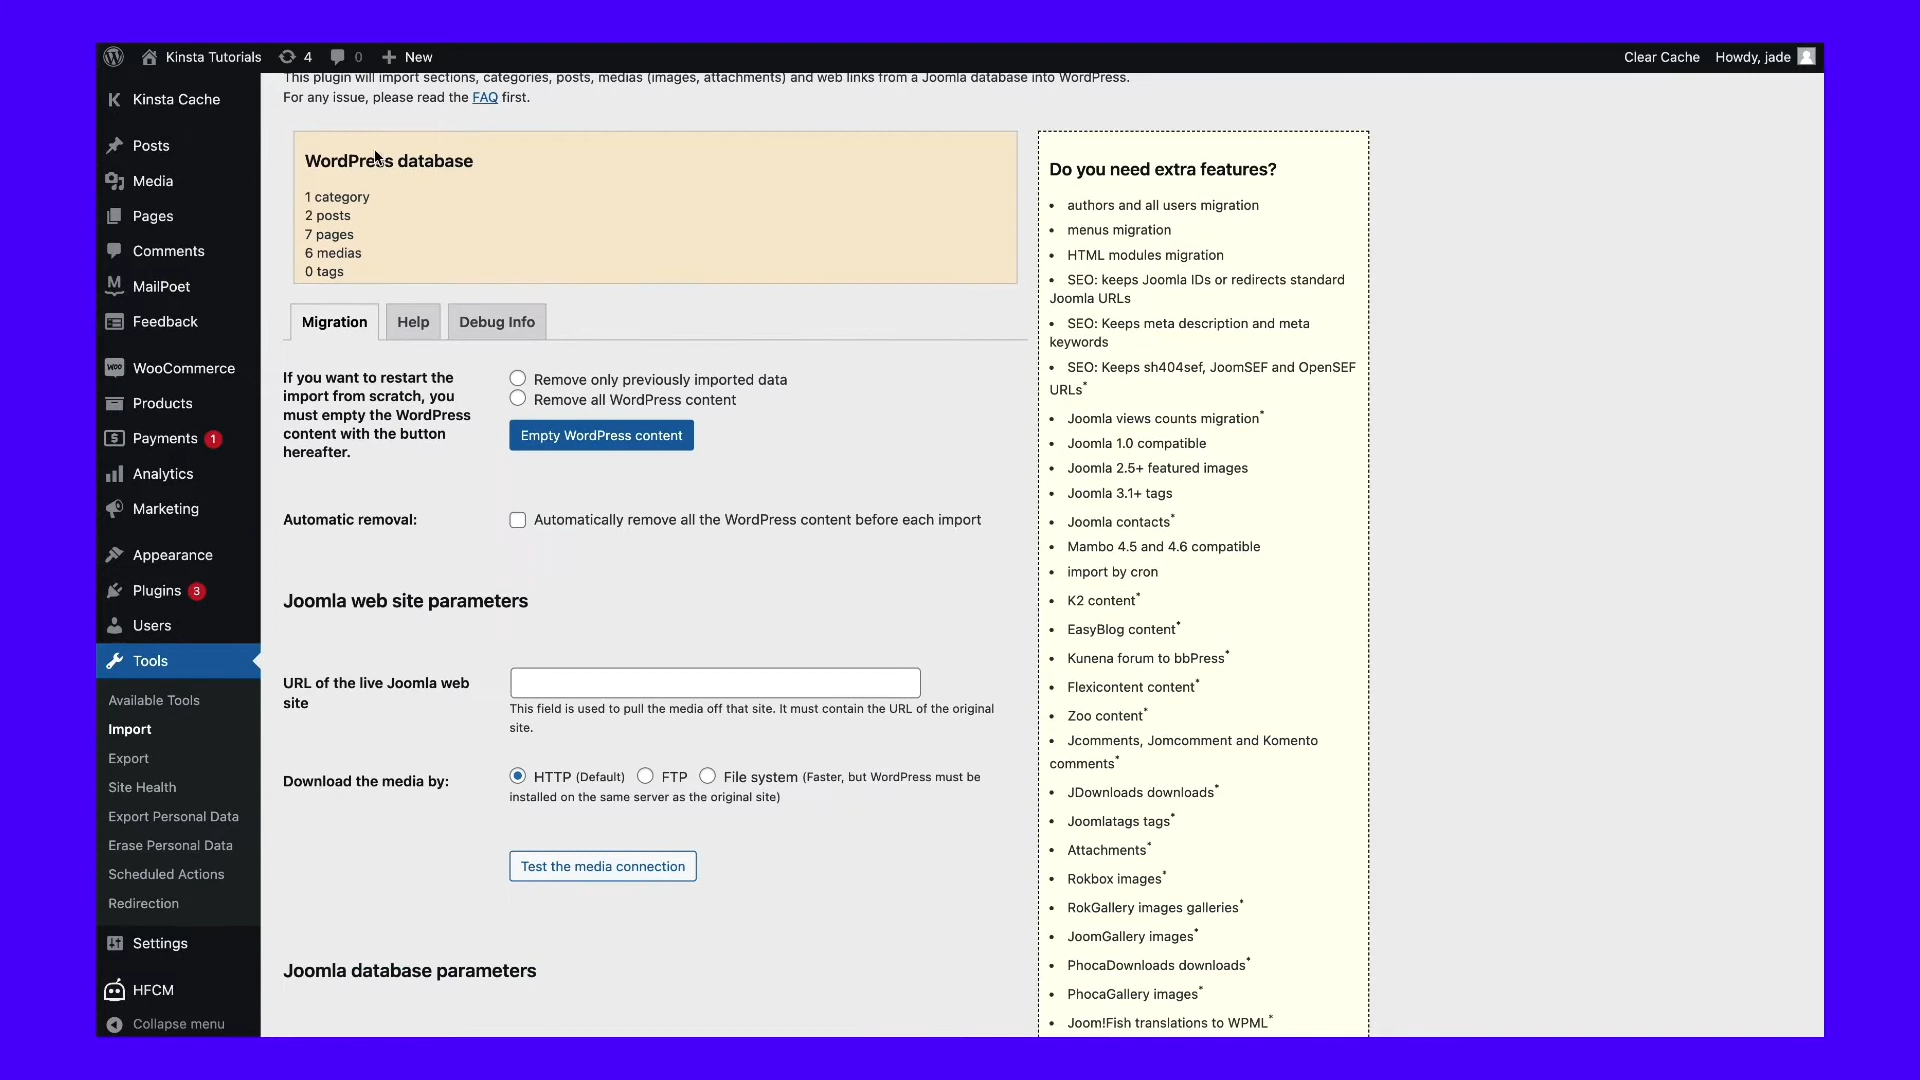 Kinsta Tutorials
4
0
New
Clear Cache
Howdy, jade
Kinsta Cache
Posts
Media
Pages
Comments
MailPoet
Feedback
WooCommerce
Products
Payments 1
Analytics
Marketing
Appearance
Plugins 3
Users
Tools
Available Tools
Import
Export
Site Health
Export Personal Data
Erase Personal Data
Scheduled Actions
Redirection
Settings
HFCM
Collapse menu
This plugin will import sections, categories, posts, medias (images, attachments) and web links from a Joomla database into WordPress.
For any issue, please read the FAQ first.
WordPress database
1 category
2 posts
7 pages
6 medias
0 tags
Migration
Help
Debug Info
If you want to restart the
import from scratch, you
must empty the WordPress
content with the button
hereafter.
Remove only previously imported data
Remove all WordPress content
Empty WordPress content
Automatic removal:
Automatically remove all the WordPress content before each import
Joomla web site parameters
URL of the live Joomla web
site
This field is used to pull the media off that site. It must contain the URL of the original
site.
Download the media by:
HTTP (Default) FTP File system (Faster, but WordPress must be
installed on the same server as the original site)
Test the media connection
Joomla database parameters
Do you need extra features?
• authors and all users migration
• menus migration
• HTML modules migration
• SEO: keeps Joomla IDs or redirects standard
Joomla URLs
• SEO: Keeps meta description and meta
keywords
• SEO: Keeps sh404sef, JoomSEF and OpenSEF
URLs*
• Joomla views counts migration*
• Joomla 1.0 compatible
• Joomla 2.5+ featured images
• Joomla 3.1+ tags
• Joomla contacts*
• Mambo 4.5 and 4.6 compatible
• import by cron
• K2 content*
• EasyBlog content*
• Kunena forum to bbPress*
• Flexicontent content*
• Zoo content*
• Jcomments, Jomcomment and Komento
comments*
• JDownloads downloads*
• Joomlatags tags*
• Attachments*
• Rokbox images*
• RokGallery images galleries*
• JoomGallery images*
• PhocaDownloads downloads*
• PhocaGallery images*
• Joom!Fish translations to WPML*